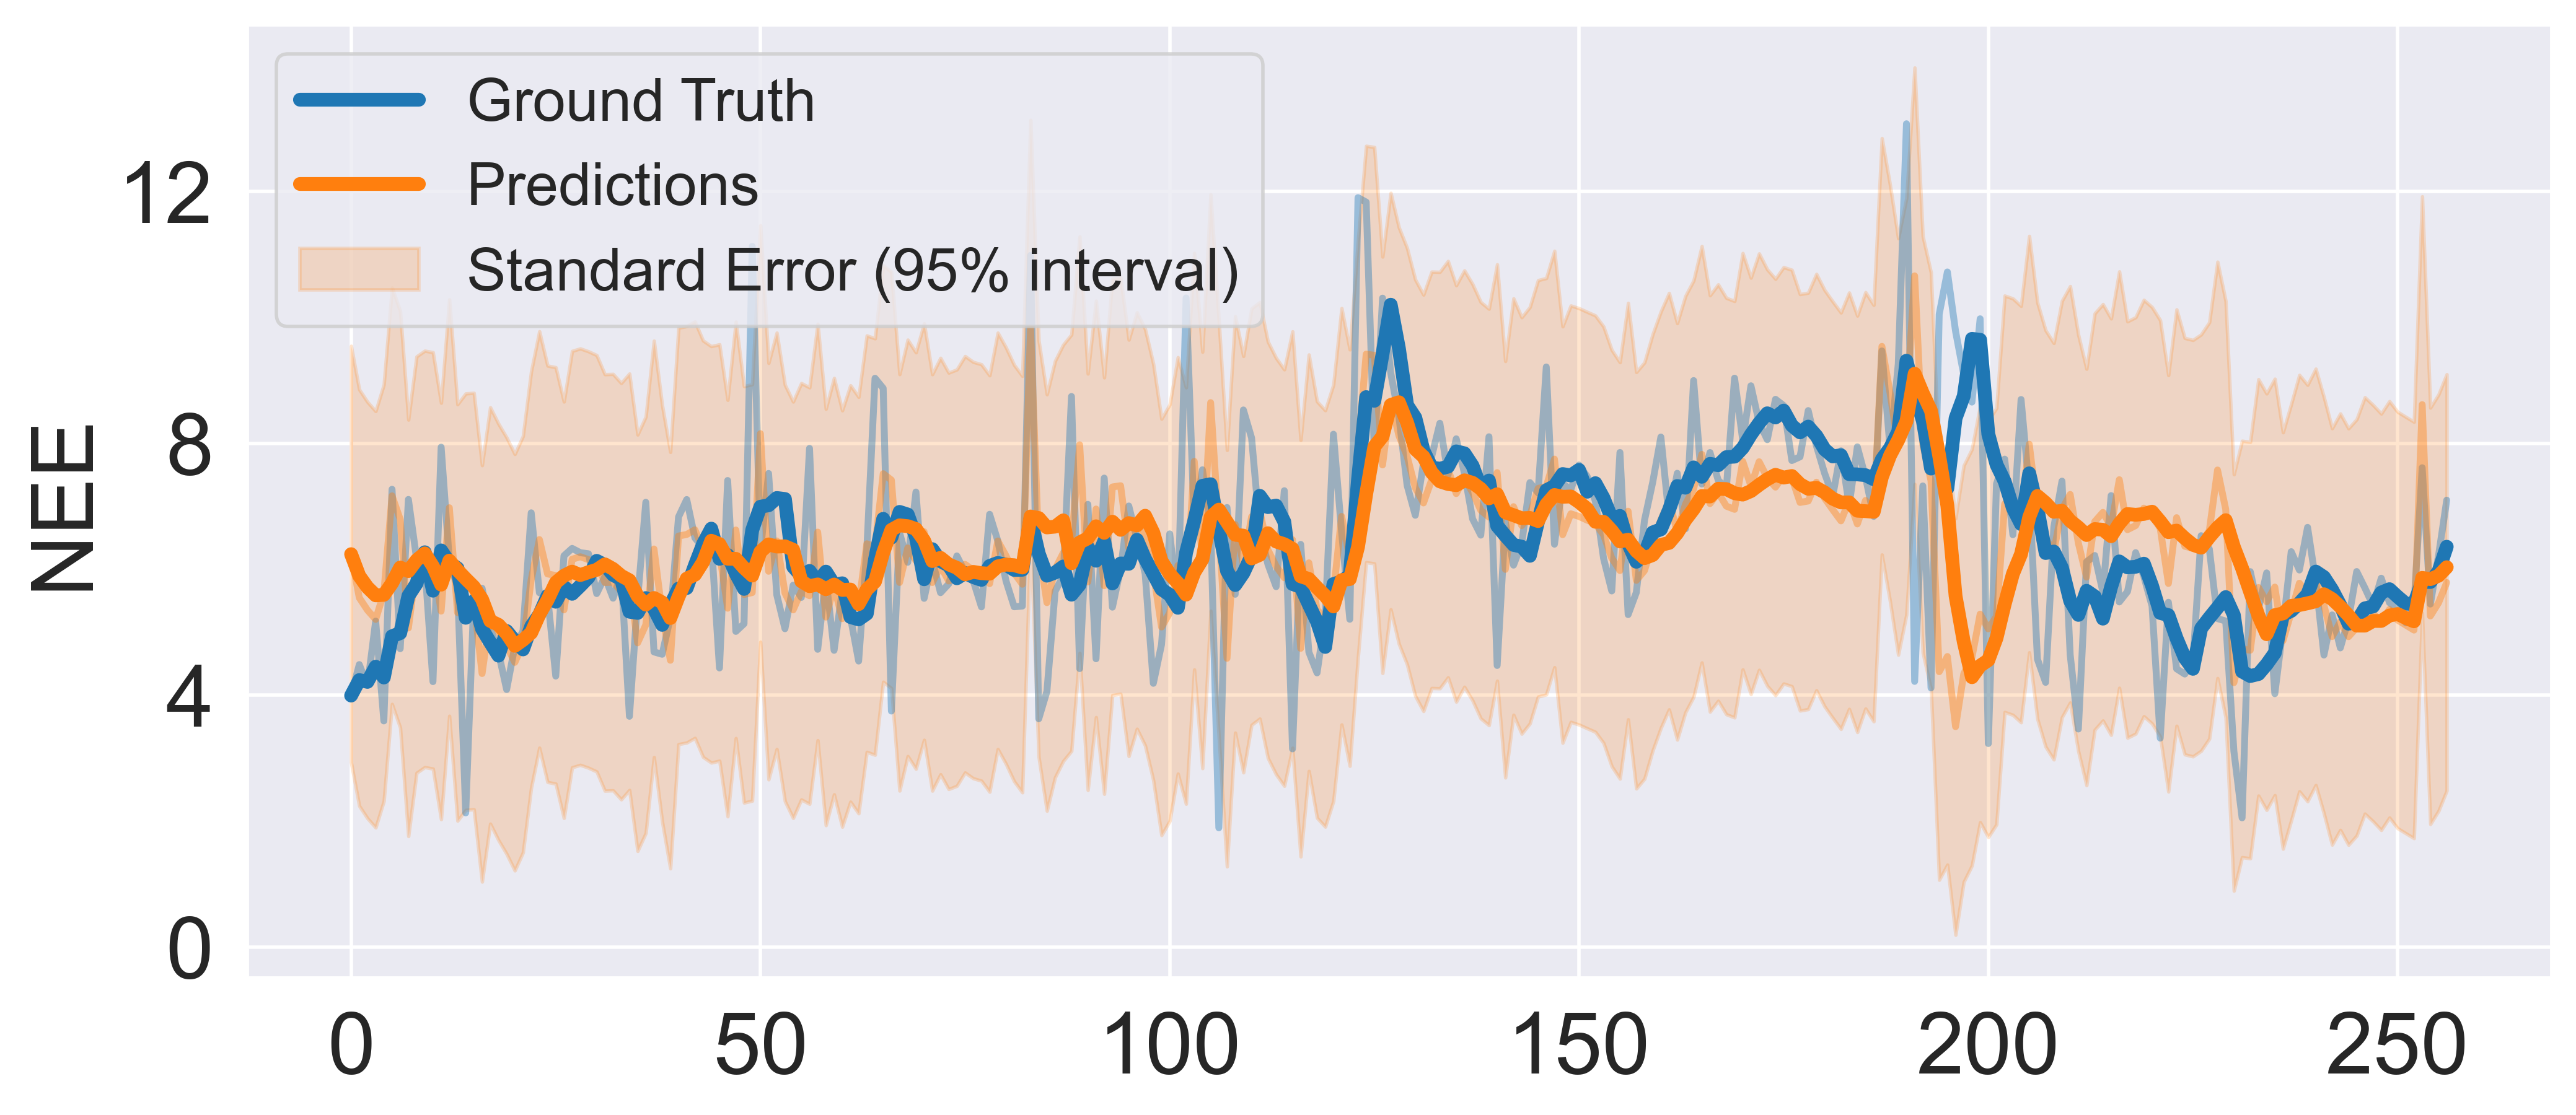 Ground Truth
Predictions
Standard Error (95% interval)
NEE
12
8
4
0
0 50 100 150 200 250